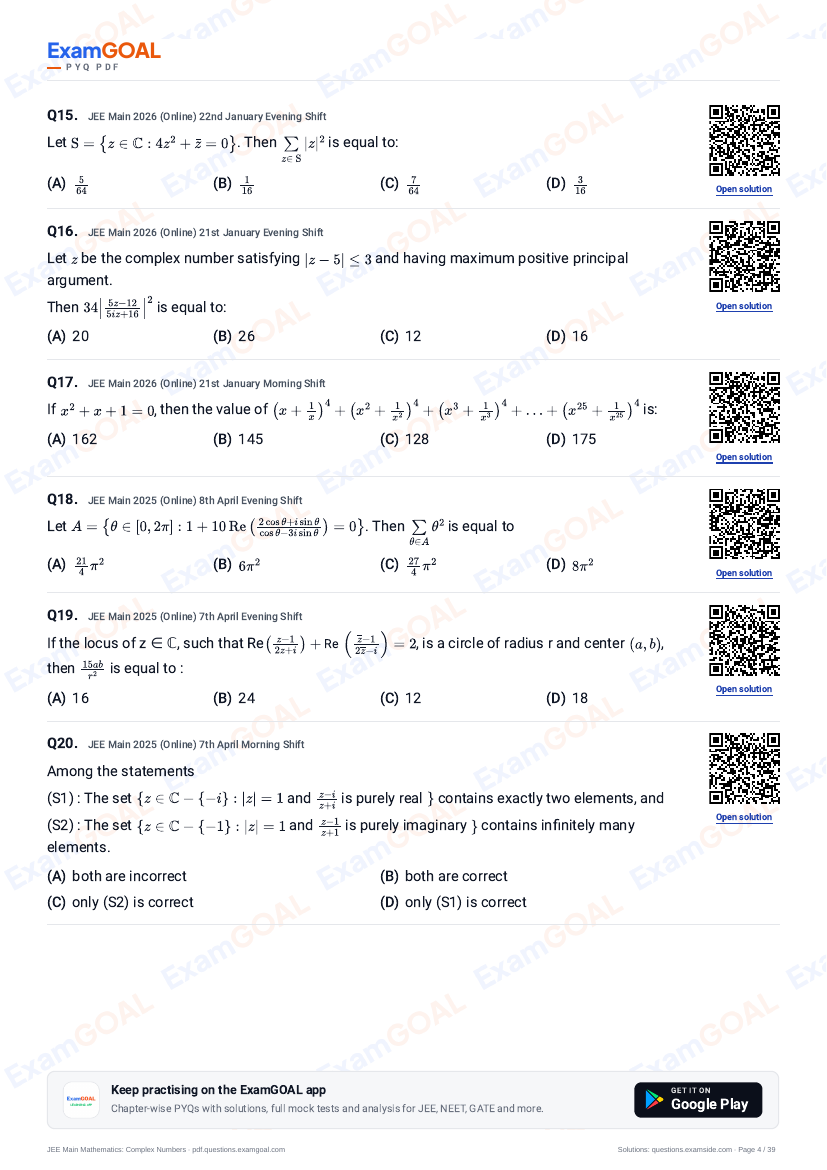 ExamGOAL
PYQ PDF
Q15. JEE Main 2026 (Online) 22nd January Evening Shift
Let S = {z ∈ ℂ : 4z² + z̄ = 0}. Then ∑_{z∈S} |z|² is equal to:
(A) 5/64 (B) 1/16 (C) 7/64 (D) 3/16
Open solution
Q16. JEE Main 2026 (Online) 21st January Evening Shift
Let z be the complex number satisfying |z − 5| ≤ 3 and having maximum positive principal
argument.
Then 34|(5z−12)/(5iz+16)|² is equal to:
(A) 20 (B) 26 (C) 12 (D) 16
Open solution
Q17. JEE Main 2026 (Online) 21st January Morning Shift
If x² + x + 1 = 0, then the value of (x + 1/x)⁴ + (x² + 1/x²)⁴ + (x³ + 1/x³)⁴ + … + (x²⁵ + 1/x²⁵)⁴ is:
(A) 162 (B) 145 (C) 128 (D) 175
Open solution
Q18. JEE Main 2025 (Online) 8th April Evening Shift
Let A = {θ ∈ [0, 2π] : 1 + 10 Re((2 cos θ + i sin θ)/(cos θ − 3i sin θ)) = 0}. Then ∑_{θ∈A} θ² is equal to
(A) 21/4 π² (B) 6π² (C) 27/4 π² (D) 8π²
Open solution
Q19. JEE Main 2025 (Online) 7th April Evening Shift
If the locus of z ∈ ℂ, such that Re((z−1)/(2z+i)) + Re((z̄−1)/(2z̄−i)) = 2, is a circle of radius r and center (a, b),
then 15ab/r² is equal to :
(A) 16 (B) 24 (C) 12 (D) 18
Open solution
Q20. JEE Main 2025 (Online) 7th April Morning Shift
Among the statements
(S1) : The set {z ∈ ℂ − {−i} : |z| = 1 and (z−i)/(z+i) is purely real } contains exactly two elements, and
(S2) : The set {z ∈ ℂ − {−1} : |z| = 1 and (z−1)/(z+1) is purely imaginary } contains infinitely many
elements.
(A) both are incorrect (B) both are correct
(C) only (S2) is correct (D) only (S1) is correct
Open solution
ExamGOAL
Keep practising on the ExamGOAL app
Chapter-wise PYQs with solutions, full mock tests and analysis for JEE, NEET, GATE and more.
GET IT ON
Google Play
JEE Main Mathematics: Complex Numbers · pdf.questions.examgoal.com
Solutions: questions.examside.com · Page 4 / 39